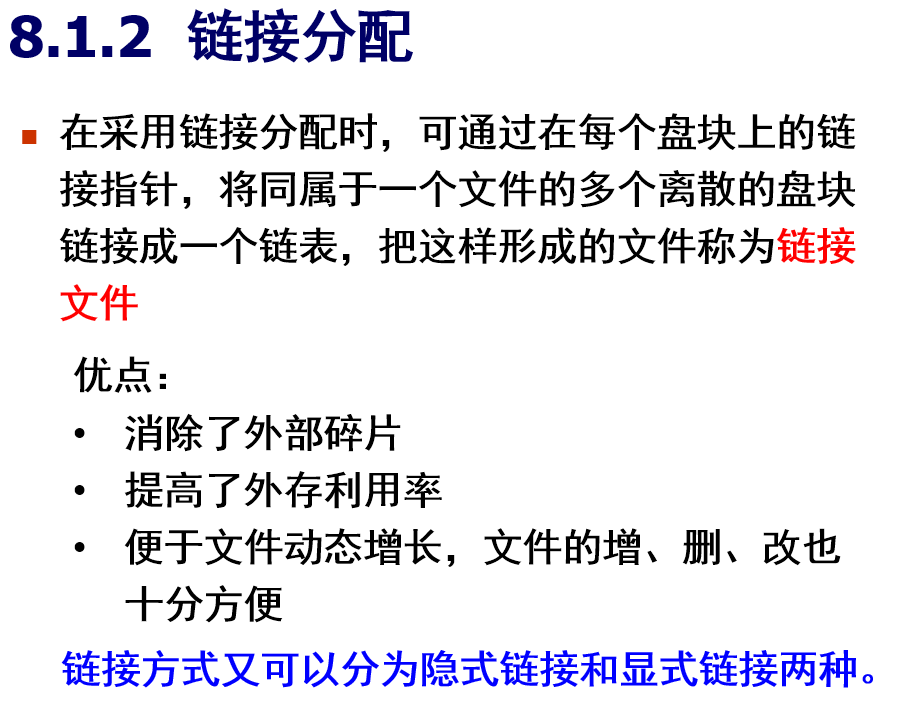 8.1.2 链接分配
■ 在采用链接分配时，可通过在每个盘块上的链
接指针，将同属于一个文件的多个离散的盘块
链接成一个链表，把这样形成的文件称为链接
文件
优点：
• 消除了外部碎片
• 提高了外存利用率
• 便于文件动态增长，文件的增、删、改也
十分方便
链接方式又可以分为隐式链接和显式链接两种。